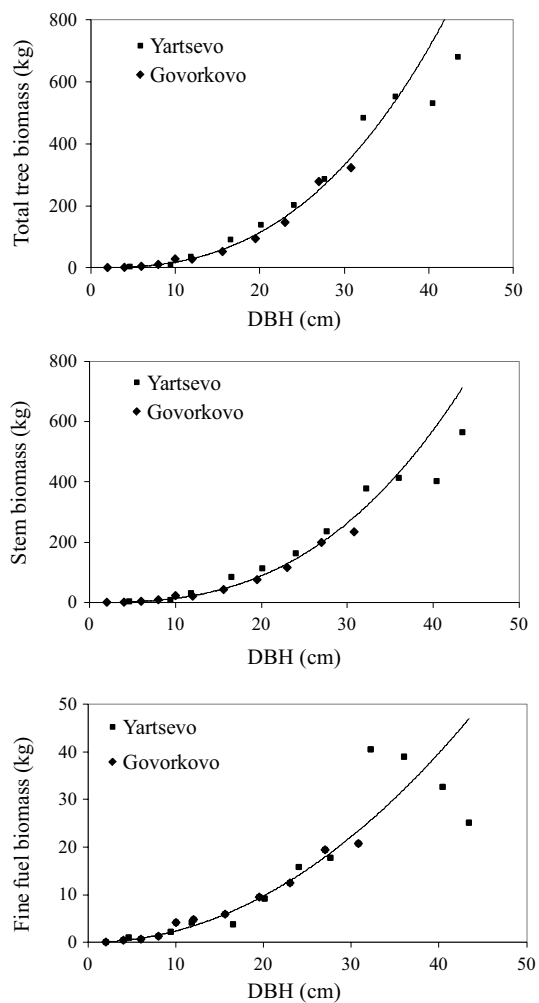 800
600
400
200
0
Total tree biomass (kg)
Yartsevo
Govorkovo
0 10 20 30 40 50
DBH (cm)
800
600
400
200
0
Stem biomass (kg)
Yartsevo
Govorkovo
0 10 20 30 40 50
DBH (cm)
50
40
30
20
10
0
Fine fuel biomass (kg)
Yartsevo
Govorkovo
0 10 20 30 40 50
DBH (cm)